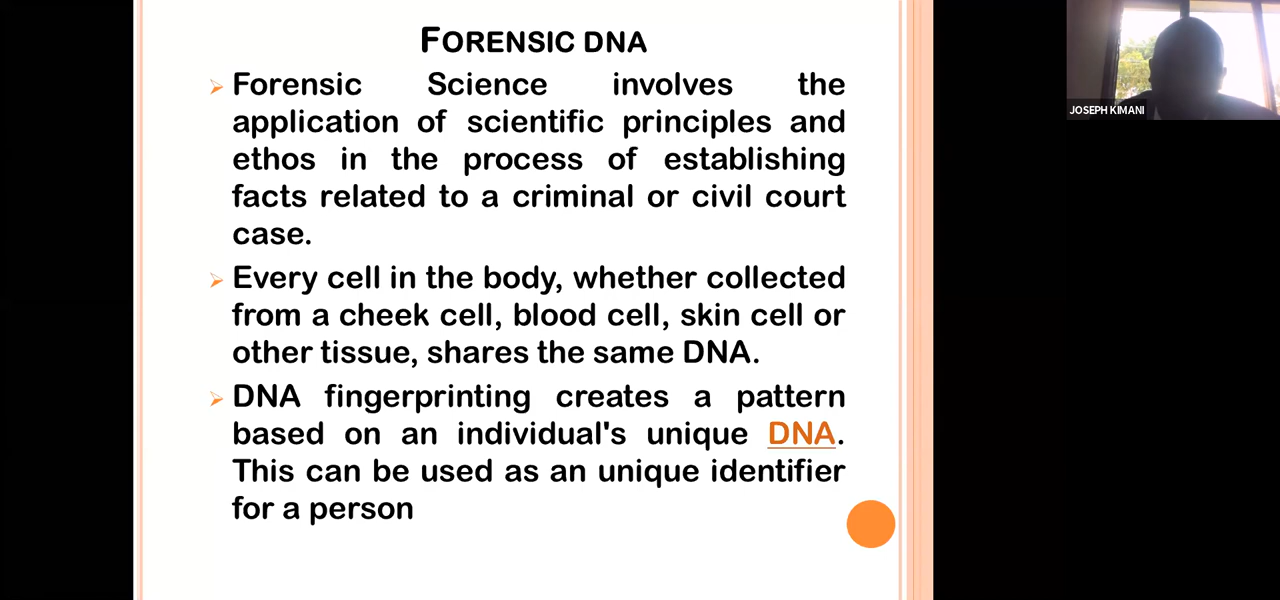 FORENSIC DNA
Forensic Science involves the
application of scientific principles and
ethos in the process of establishing
facts related to a criminal or civil court
case.
Every cell in the body, whether collected
from a cheek cell, blood cell, skin cell or
other tissue, shares the same DNA.
DNA fingerprinting creates a pattern
based on an individual's unique DNA.
This can be used as an unique identifier
for a person
JOSEPH KIMANI